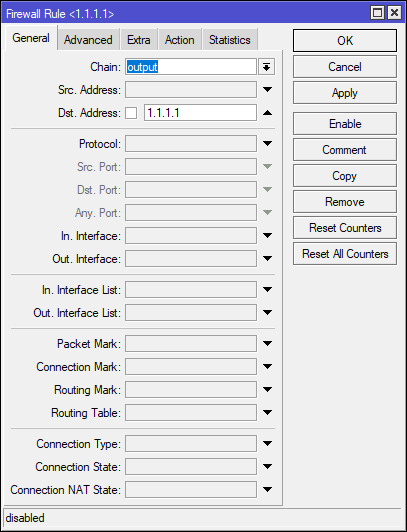 Firewall Rule <1.1.1.1>
General Advanced Extra Action Statistics
Chain: output
Src. Address:
Dst. Address: 1.1.1.1
Protocol:
Src. Port:
Dst. Port:
Any. Port:
In. Interface:
Out. Interface:
In. Interface List:
Out. Interface List:
Packet Mark:
Connection Mark:
Routing Mark:
Routing Table:
Connection Type:
Connection State:
Connection NAT State:
OK
Cancel
Apply
Enable
Comment
Copy
Remove
Reset Counters
Reset All Counters
disabled